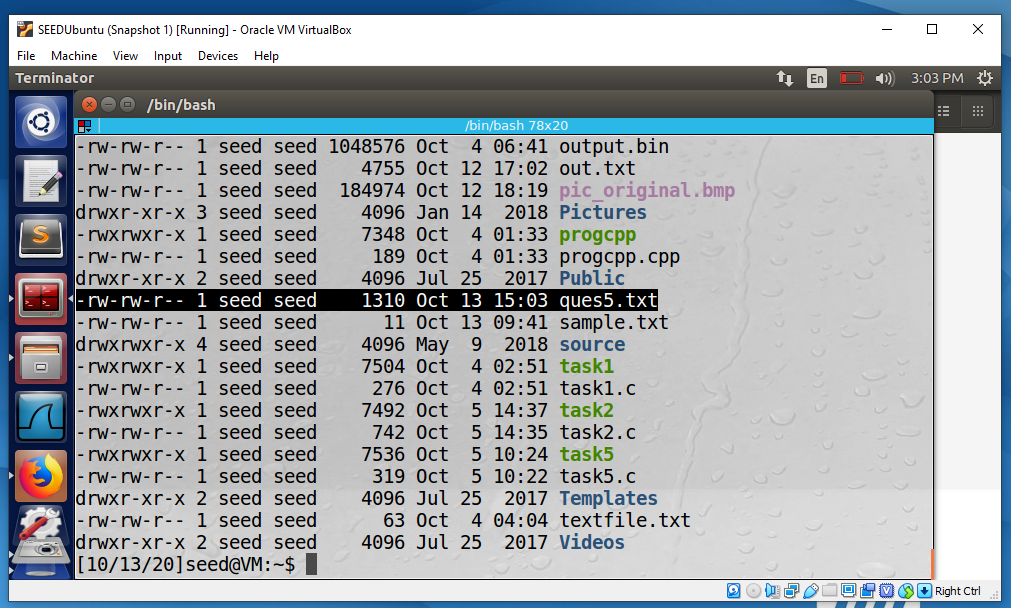 SEEDUbuntu (Snapshot 1) [Running] - Oracle VM VirtualBox
File Machine View Input Devices Help
Terminator En 3:03 PM
/bin/bash
/bin/bash 78x20
-rw-rw-r-- 1 seed seed 1048576 Oct  4 06:41 output.bin
-rw-rw-r-- 1 seed seed    4755 Oct 12 17:02 out.txt
-rw-rw-r-- 1 seed seed  184974 Oct 12 18:19 pic_original.bmp
drwxr-xr-x 3 seed seed    4096 Jan 14  2018 Pictures
-rwxrwxr-x 1 seed seed    7348 Oct  4 01:33 progcpp
-rw-rw-r-- 1 seed seed     189 Oct  4 01:33 progcpp.cpp
drwxr-xr-x 2 seed seed    4096 Jul 25  2017 Public
-rw-rw-r-- 1 seed seed    1310 Oct 13 15:03 ques5.txt
-rw-rw-r-- 1 seed seed      11 Oct 13 09:41 sample.txt
drwxrwxr-x 4 seed seed    4096 May  9  2018 source
-rwxrwxr-x 1 seed seed    7504 Oct  4 02:51 task1
-rw-rw-r-- 1 seed seed     276 Oct  4 02:51 task1.c
-rwxrwxr-x 1 seed seed    7492 Oct  5 14:37 task2
-rw-rw-r-- 1 seed seed     742 Oct  5 14:35 task2.c
-rwxrwxr-x 1 seed seed    7536 Oct  5 10:24 task5
-rw-rw-r-- 1 seed seed     319 Oct  5 10:22 task5.c
drwxr-xr-x 2 seed seed    4096 Jul 25  2017 Templates
-rw-rw-r-- 1 seed seed      63 Oct  4 04:04 textfile.txt
drwxr-xr-x 2 seed seed    4096 Jul 25  2017 Videos
[10/13/20]seed@VM:~$
Right Ctrl